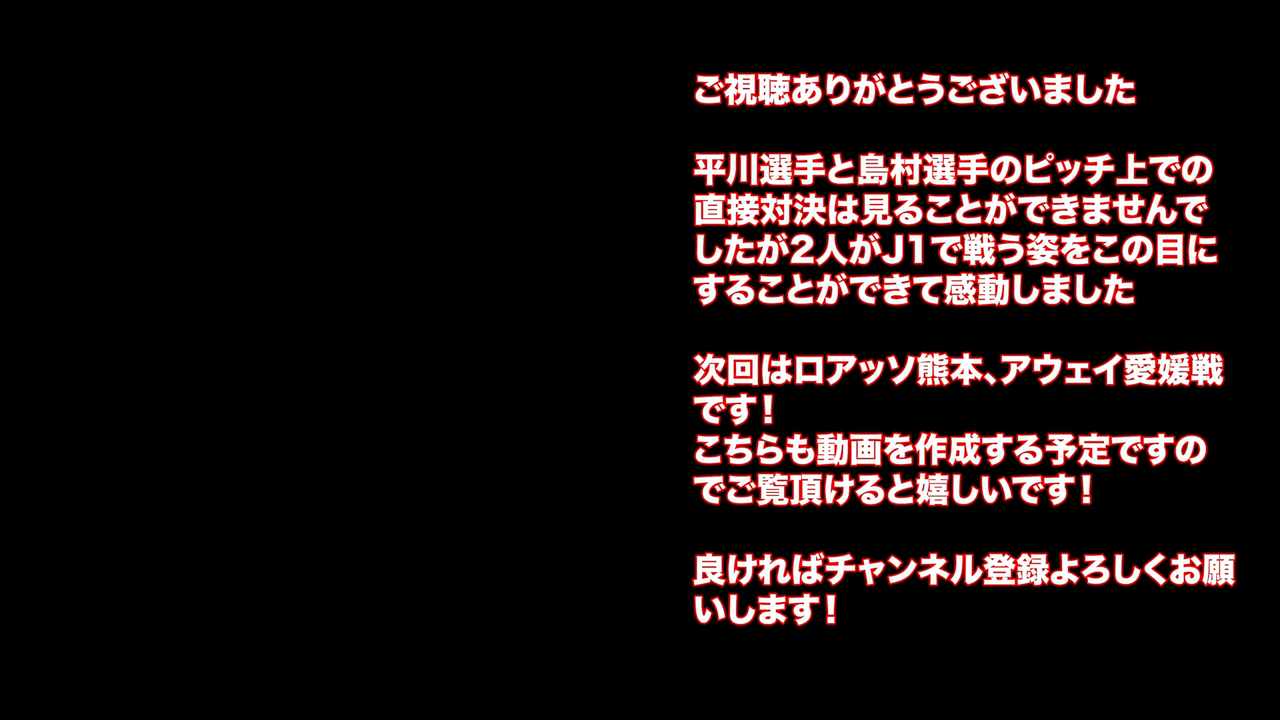 ご視聴ありがとうございました
平川選手と島村選手のピッチ上での
直接対決は見ることができませんで
したが2人がJ1で戦う姿をこの目に
することができて感動しました
次回はロアッソ熊本、アウェイ愛媛戦
です！
こちらも動画を作成する予定ですの
でご覧頂けると嬉しいです！
良ければチャンネル登録よろしくお願
いします！